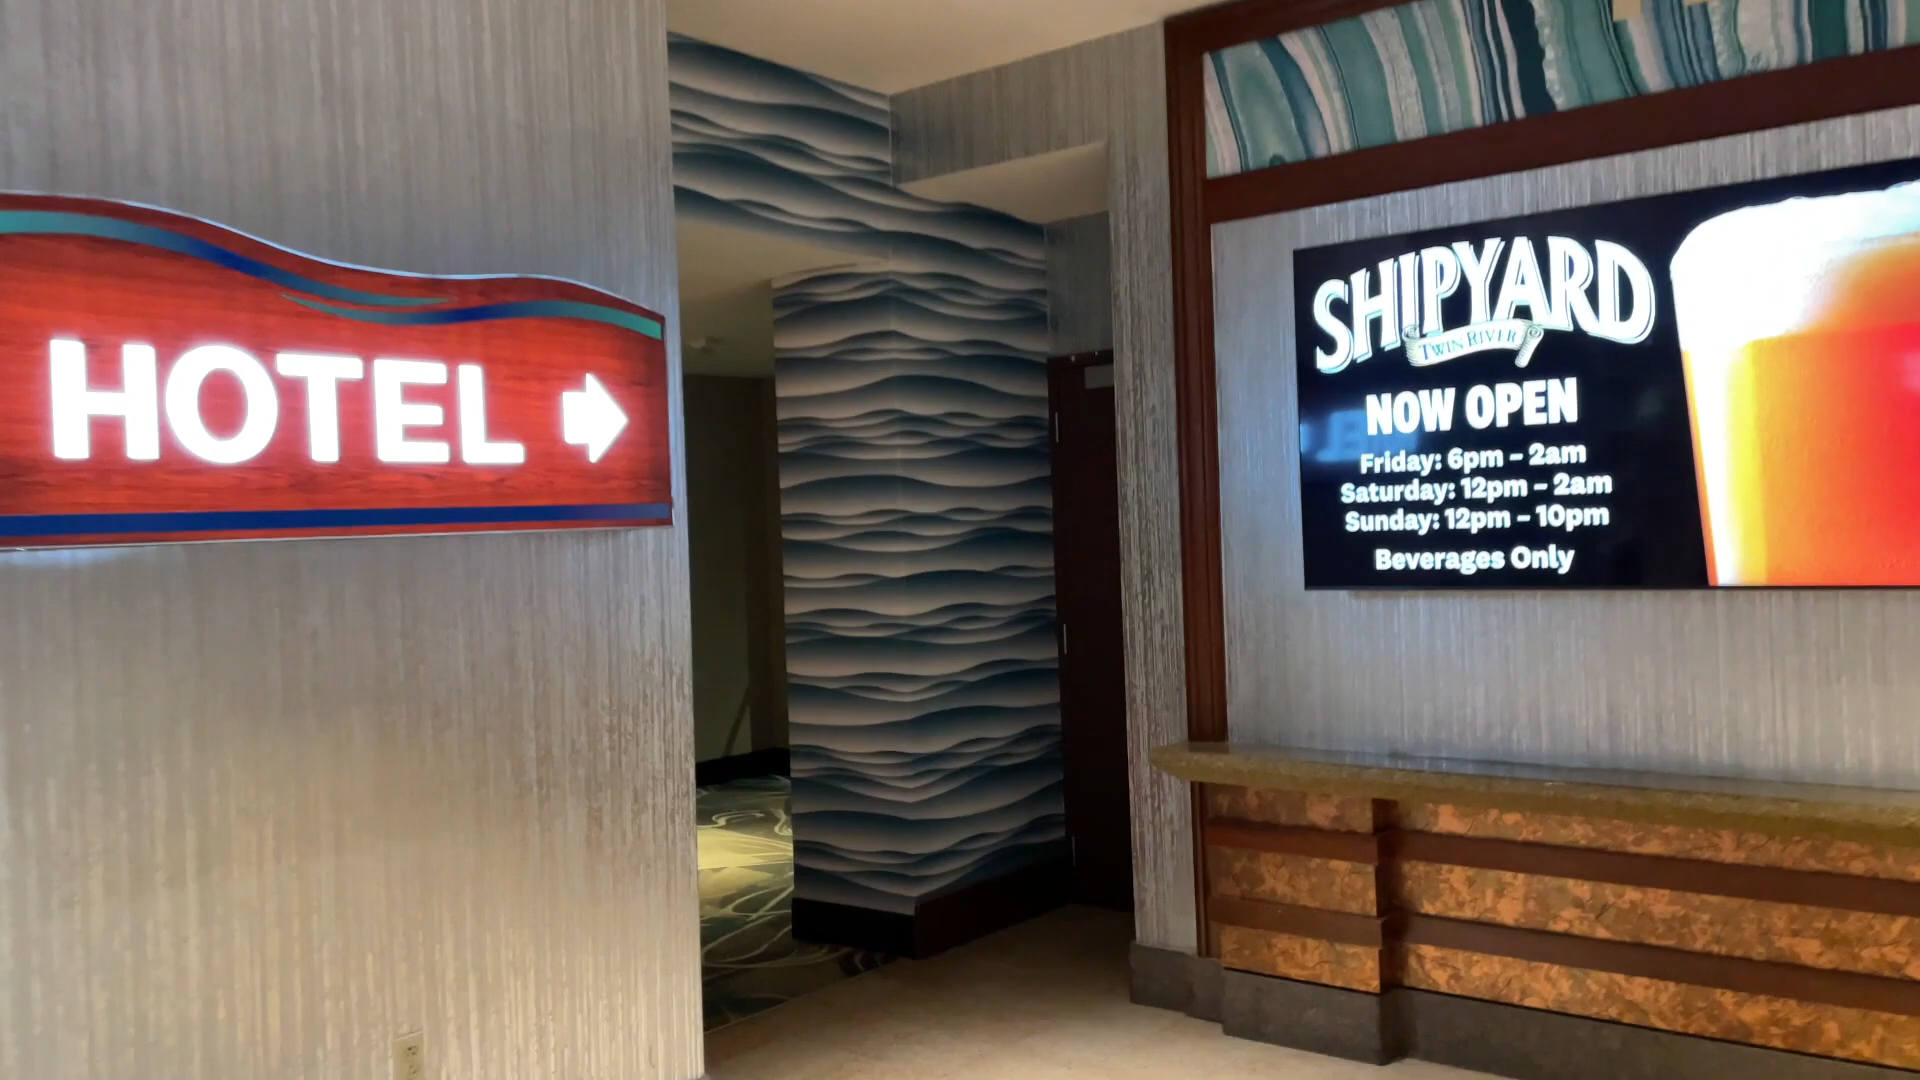 HOTEL
SHIPYARD
TWIN RIVER
NOW OPEN
Friday: 6pm – 2am
Saturday: 12pm – 2am
Sunday: 12pm – 10pm
Beverages Only